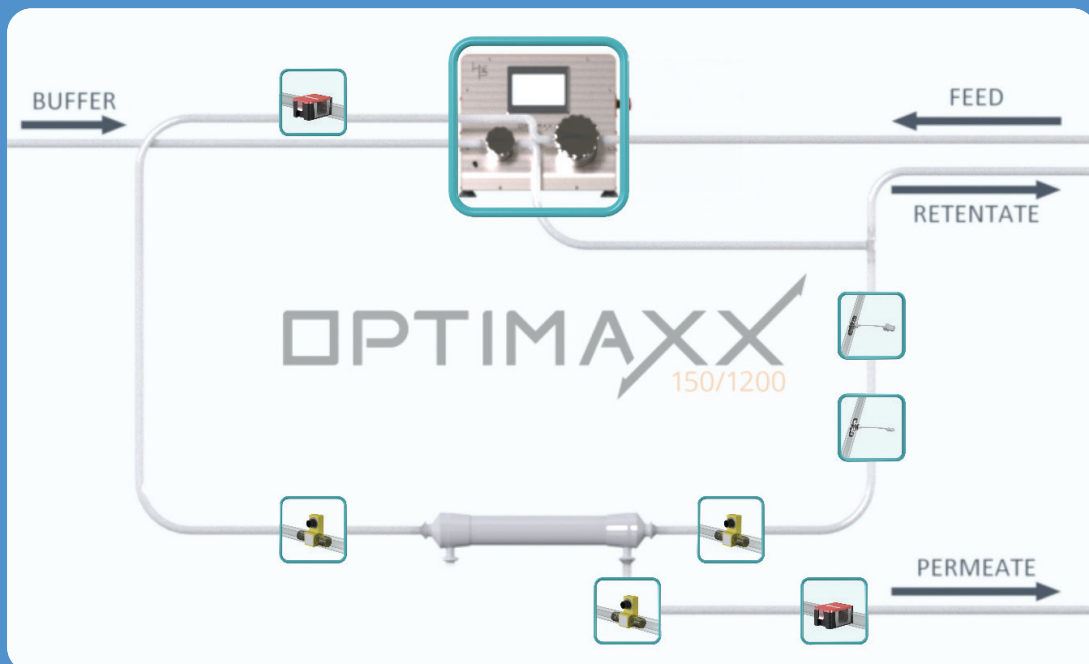 BUFFER
FEED
RETENTATE
OPTIMAXX
150/1200
PERMEATE